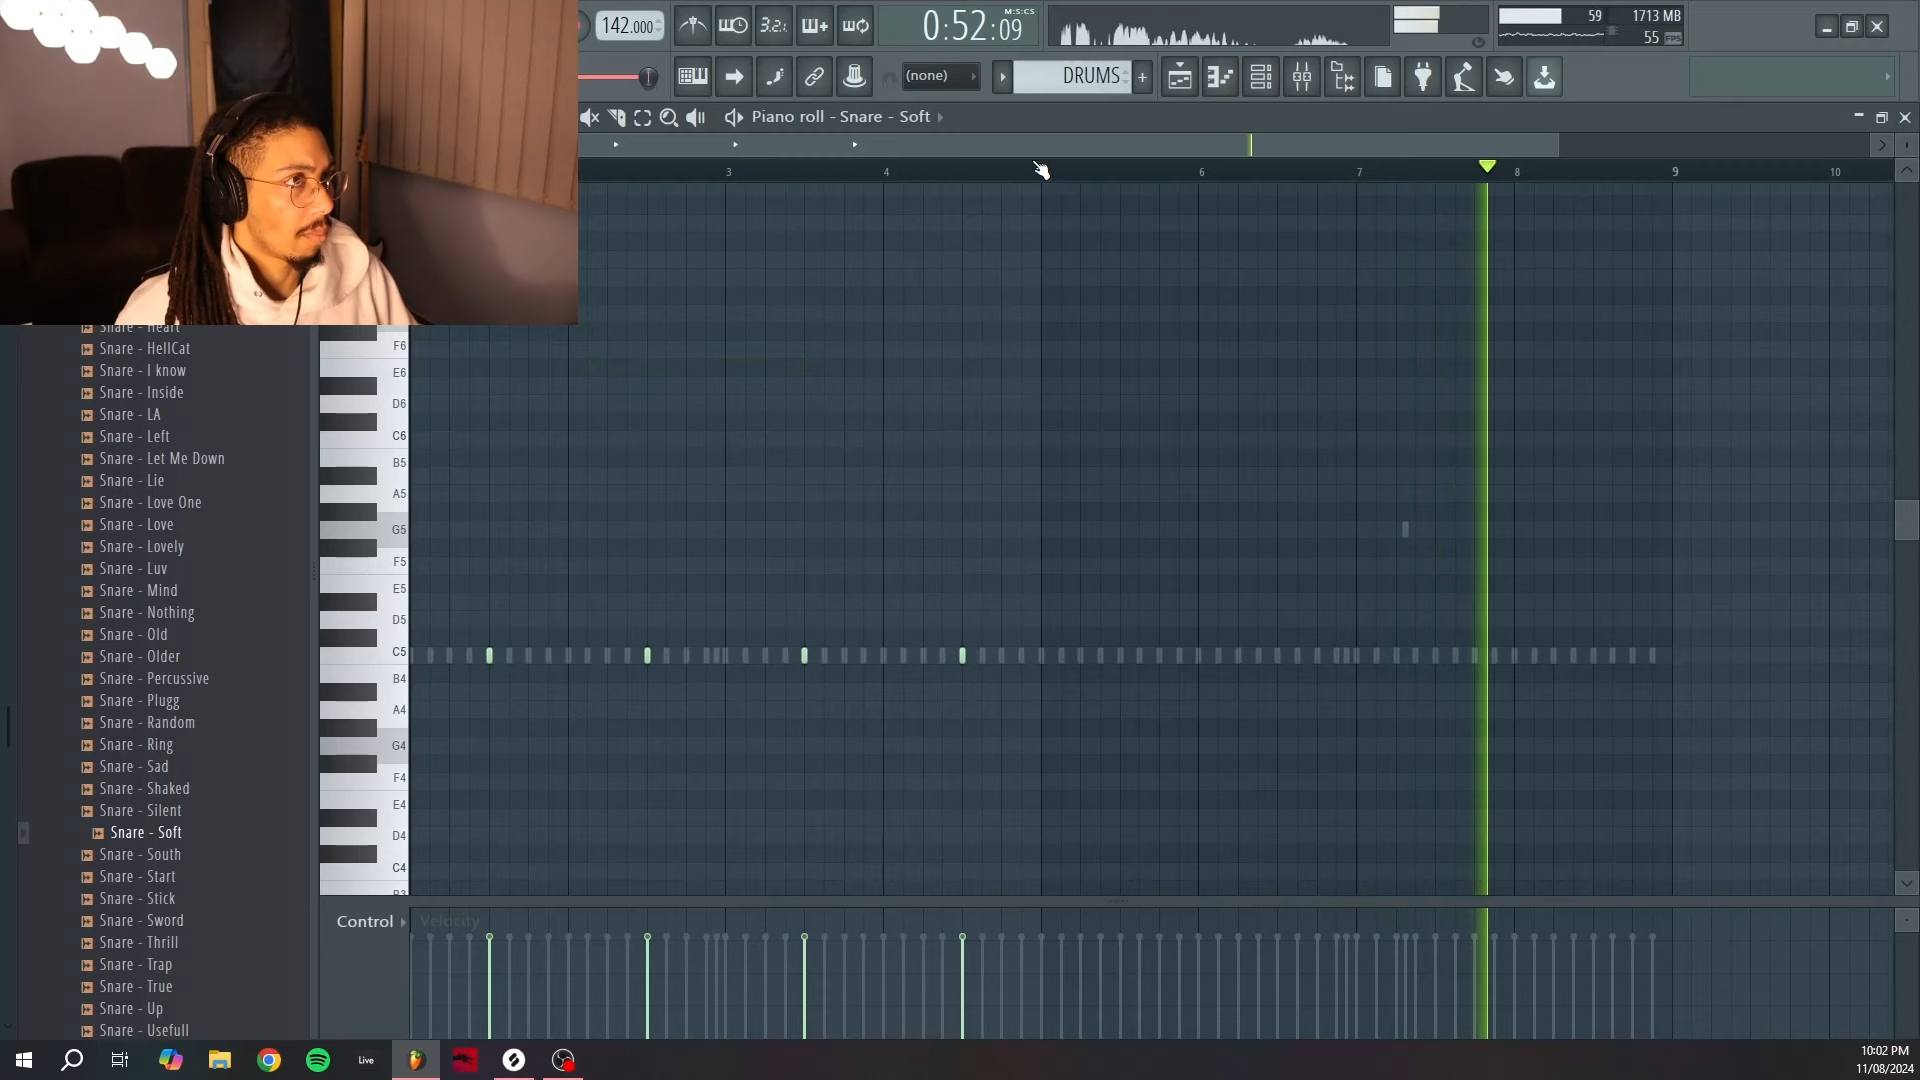 142.000
3.2.1
0:52:09
M:S:CS
59
1713 MB
55
FPS
(none)
DRUMS
Piano roll - Snare - Soft
3
4
6
7
8
9
10
Snare - Heart
Snare - HellCat
Snare - I know
Snare - Inside
Snare - LA
Snare - Left
Snare - Let Me Down
Snare - Lie
Snare - Love One
Snare - Love
Snare - Lovely
Snare - Luv
Snare - Mind
Snare - Nothing
Snare - Old
Snare - Older
Snare - Percussive
Snare - Plugg
Snare - Random
Snare - Ring
Snare - Sad
Snare - Shaked
Snare - Silent
Snare - Soft
Snare - South
Snare - Start
Snare - Stick
Snare - Sword
Snare - Thrill
Snare - Trap
Snare - True
Snare - Up
Snare - Usefull
F6
E6
D6
C6
B5
A5
G5
F5
E5
D5
C5
B4
A4
G4
F4
E4
D4
C4
B3
Control
Velocity
Live
10:02 PM
11/08/2024